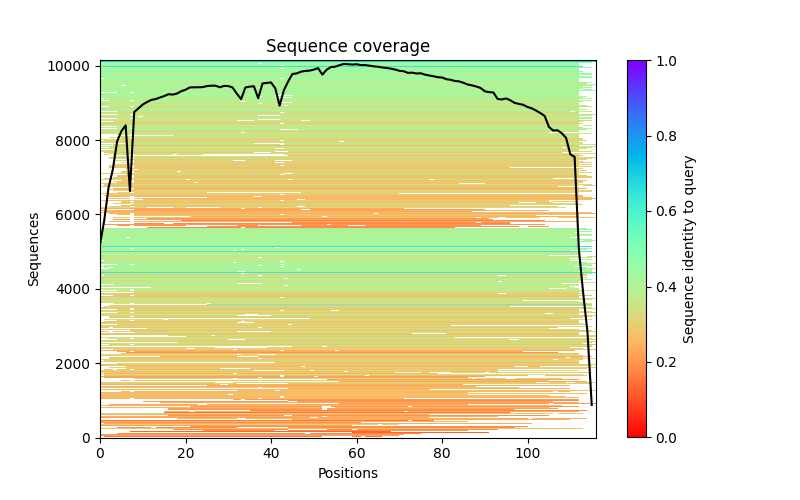 Sequence coverage
10000
8000
6000
4000
2000
0
Sequences
0 20 40 60 80 100
Positions
1.0
0.8
0.6
0.4
0.2
0.0
Sequence identity to query